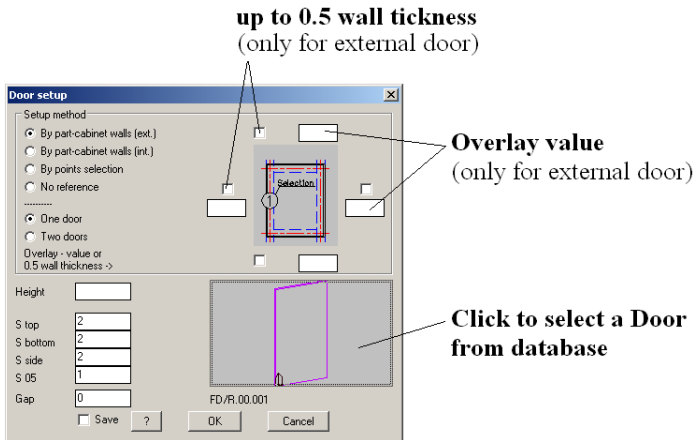 up to 0.5 wall tickness
(only for external door)
Door setup
Setup method
By part-cabinet walls (ext.)
By part-cabinet walls (int.)
By points selection
No reference
----------
One door
Two doors
Overlay - value or
0.5 wall thickness ->
Selection
1
Overlay value
(only for external door)
Height
S top 2
S bottom 2
S side 2
S 05 1
Gap 0
FD/R.00.001
Save ? OK Cancel
Click to select a Door
from database